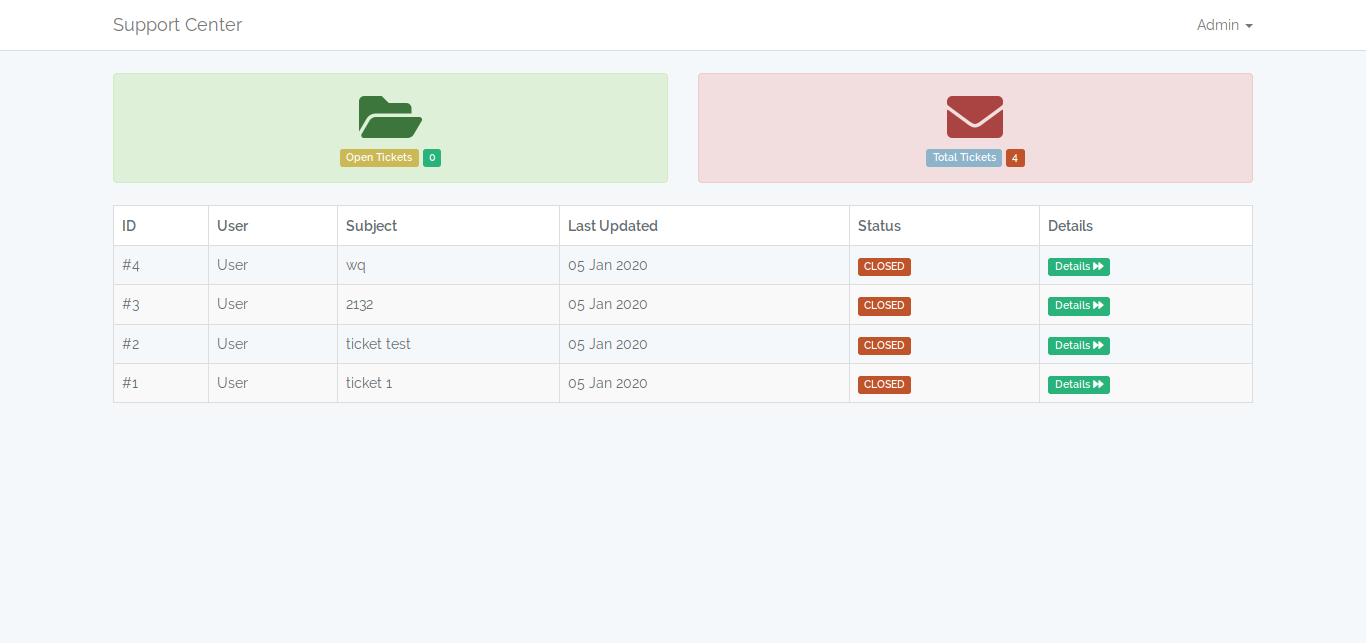 Support Center Admin
Open Tickets 0 Total Tickets 4
ID User Subject Last Updated Status Details
#4 User wq 05 Jan 2020 CLOSED Details
#3 User 2132 05 Jan 2020 CLOSED Details
#2 User ticket test 05 Jan 2020 CLOSED Details
#1 User ticket 1 05 Jan 2020 CLOSED Details